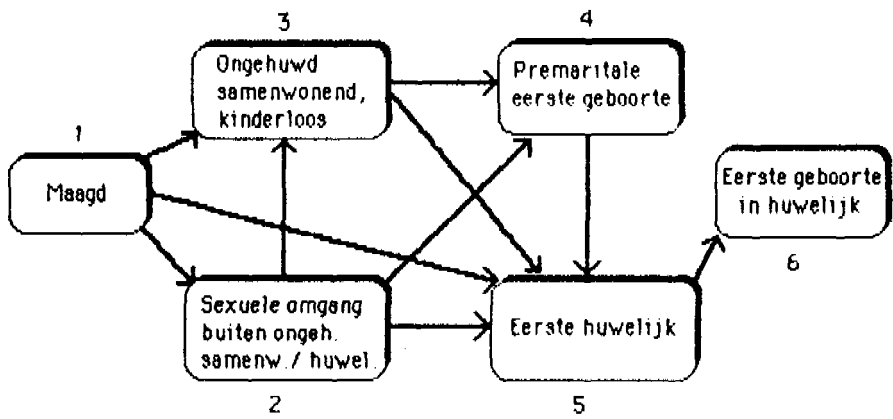 3
Ongehuwd
samenwonend,
kinderloos
4
Premaritale
eerste geboorte
1
Maagd
Eerste geboorte
in huwelijk
6
Sexuele omgang
buiten ongeh.
samenw./ huwel.
2
Eerste huwelijk
5